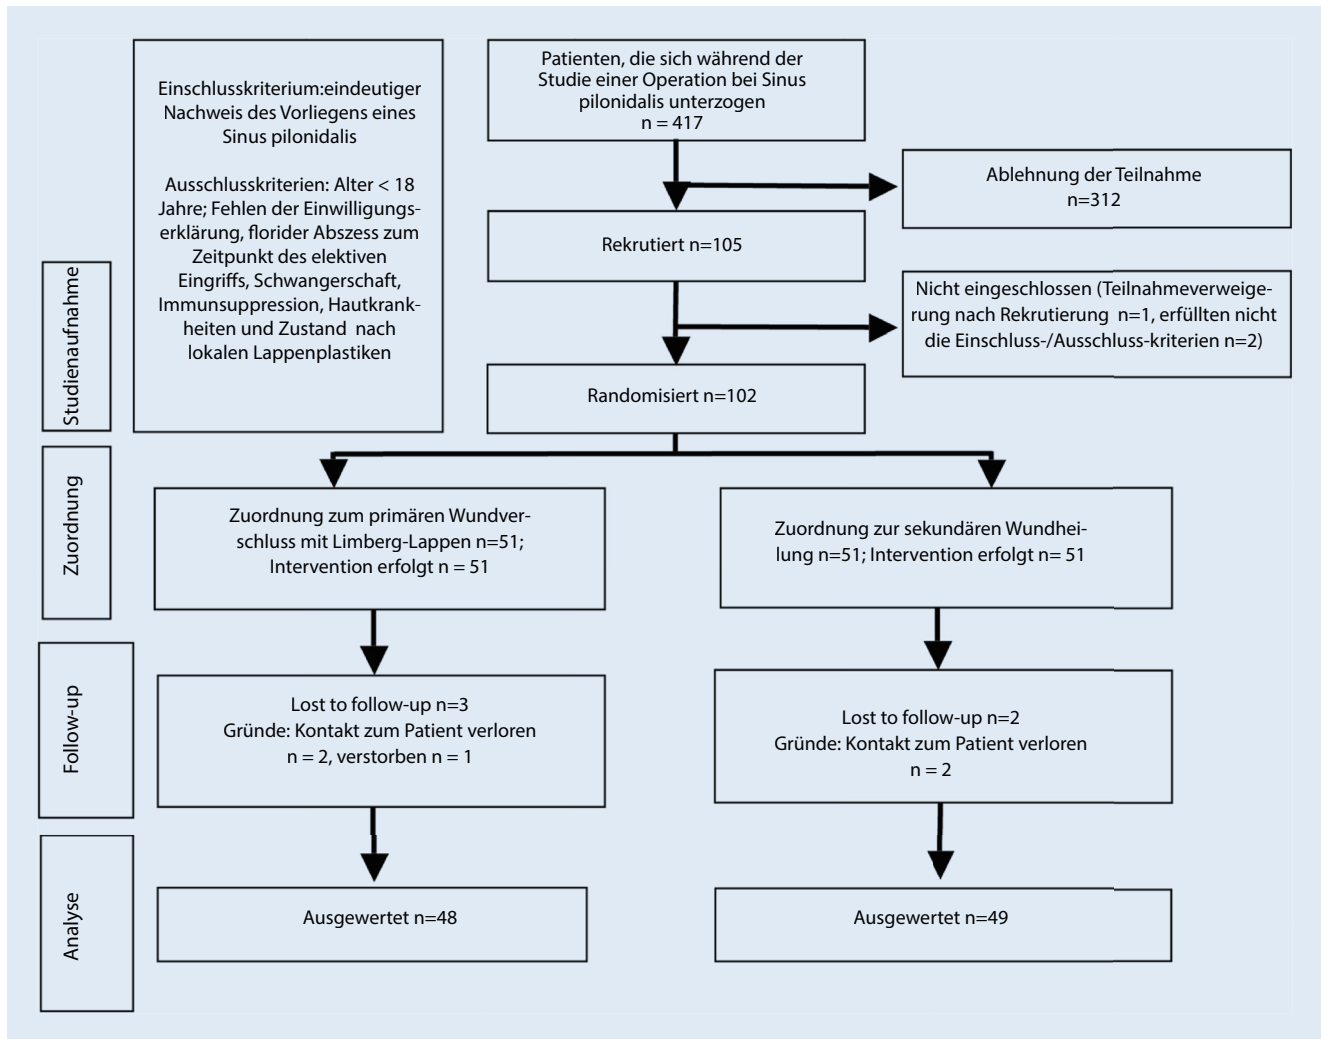 Einschlusskriterium:eindeutiger
Nachweis des Vorliegens eines
Sinus pilonidalis
Ausschlusskriterien: Alter < 18
Jahre; Fehlen der Einwilligungs-
erklärung, florider Abszess zum
Zeitpunkt des elektiven
Eingriffs, Schwangerschaft,
Immunsuppression, Hautkrank-
heiten und Zustand nach
lokalen Lappenplastiken
Patienten, die sich während der
Studie einer Operation bei Sinus
pilonidalis unterzogen
n = 417
Ablehnung der Teilnahme
n=312
Rekrutiert n=105
Nicht eingeschlossen (Teilnahmeverweige-
rung nach Rekrutierung n=1, erfüllten nicht
die Einschluss-/Ausschluss-kriterien n=2)
Randomisiert n=102
Studienaufnahme
Zuordnung
Zuordnung zum primären Wundver-
schluss mit Limberg-Lappen n=51;
Intervention erfolgt n = 51
Zuordnung zur sekundären Wundhei-
lung n=51; Intervention erfolgt n= 51
Follow-up
Lost to follow-up n=3
Gründe: Kontakt zum Patient verloren
n = 2, verstorben n = 1
Lost to follow-up n=2
Gründe: Kontakt zum Patient verloren
n = 2
Analyse
Ausgewertet n=48
Ausgewertet n=49